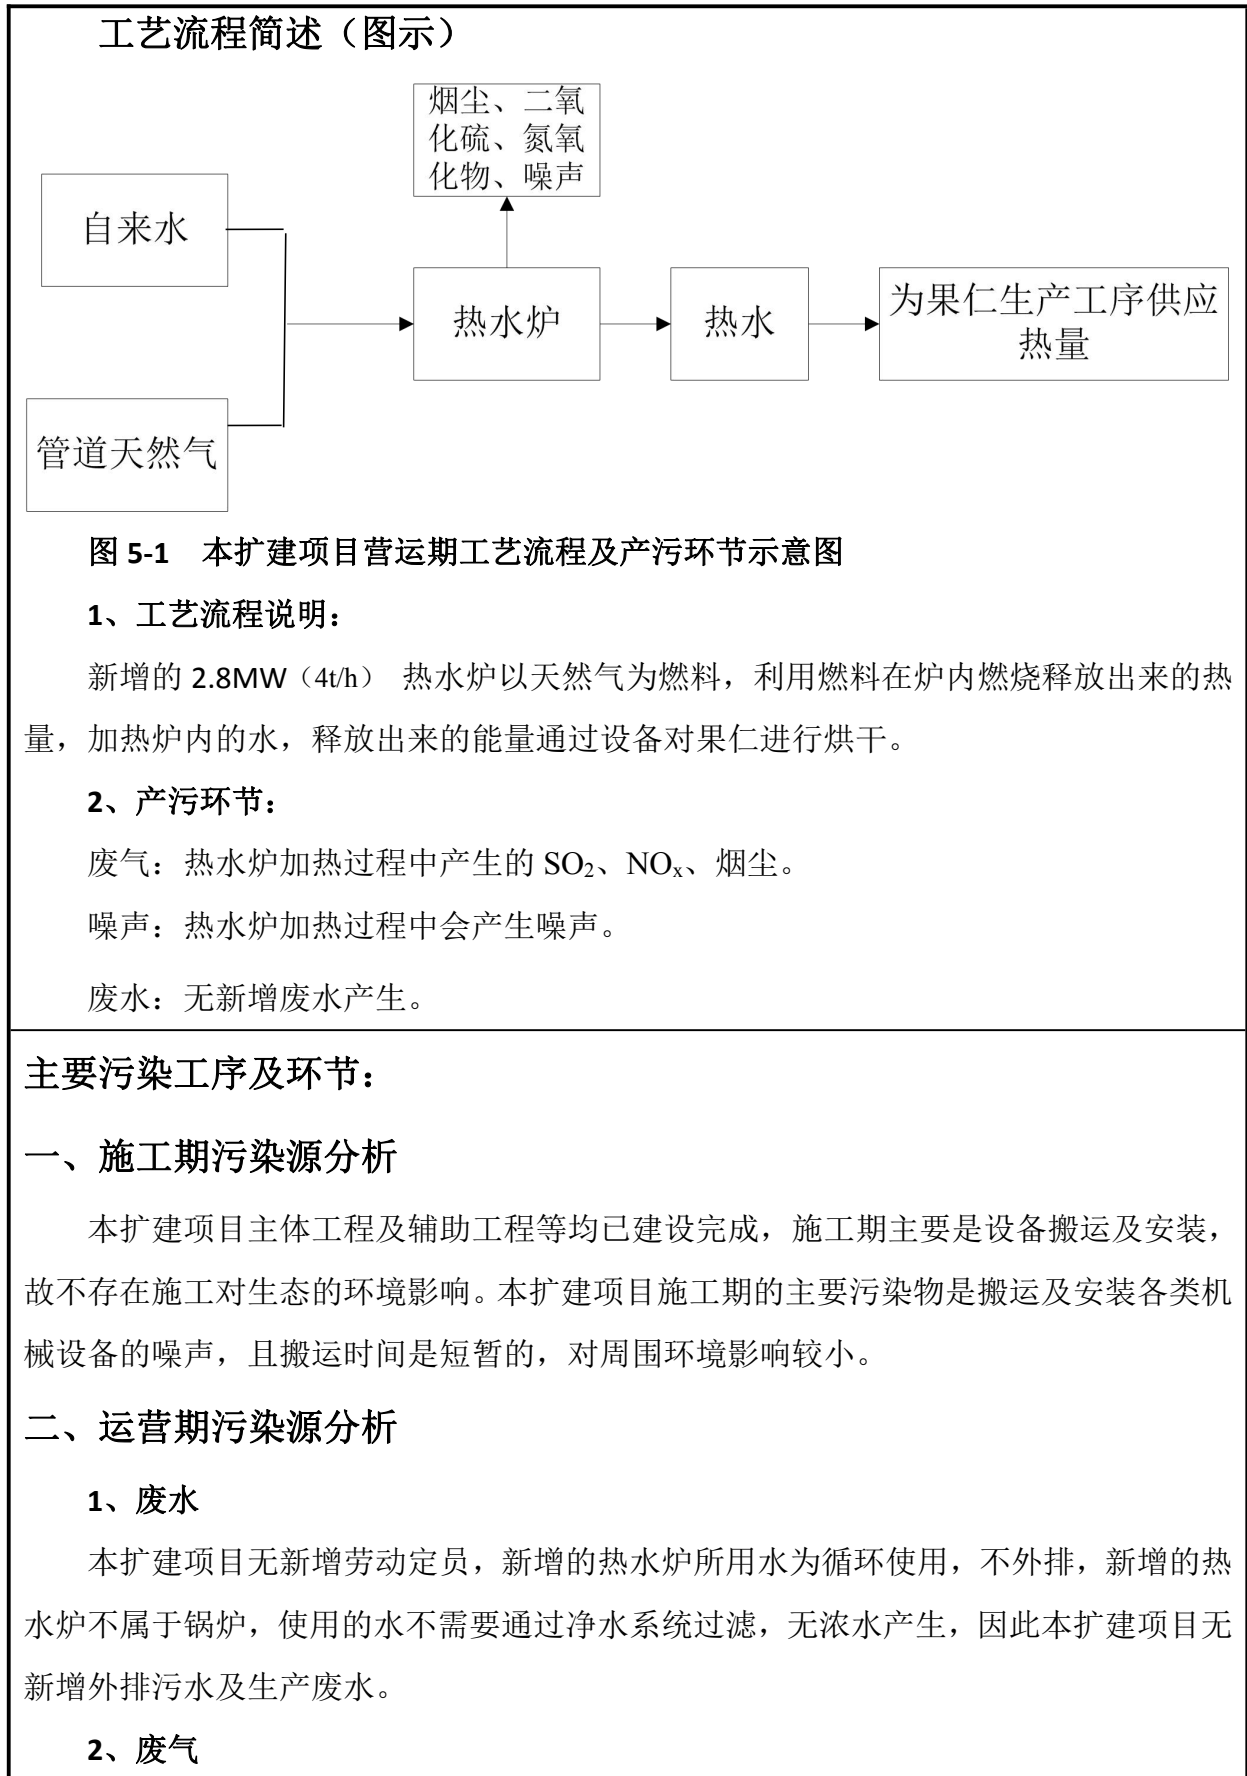 工艺流程简述（图示）
烟尘、二氧
化硫、氮氧
化物、噪声
自来水
热水炉
热水
为果仁生产工序供应
热量
管道天然气
图 5-1 本扩建项目营运期工艺流程及产污环节示意图
1、工艺流程说明：
新增的 2.8MW（4t/h） 热水炉以天然气为燃料，利用燃料在炉内燃烧释放出来的热
量，加热炉内的水，释放出来的能量通过设备对果仁进行烘干。
2、产污环节：
废气：热水炉加热过程中产生的 SO₂、NOₓ、烟尘。
噪声：热水炉加热过程中会产生噪声。
废水：无新增废水产生。
主要污染工序及环节：
一、施工期污染源分析
本扩建项目主体工程及辅助工程等均已建设完成，施工期主要是设备搬运及安装，
故不存在施工对生态的环境影响。本扩建项目施工期的主要污染物是搬运及安装各类机
械设备的噪声，且搬运时间是短暂的，对周围环境影响较小。
二、运营期污染源分析
1、废水
本扩建项目无新增劳动定员，新增的热水炉所用水为循环使用，不外排，新增的热
水炉不属于锅炉，使用的水不需要通过净水系统过滤，无浓水产生，因此本扩建项目无
新增外排污水及生产废水。
2、废气